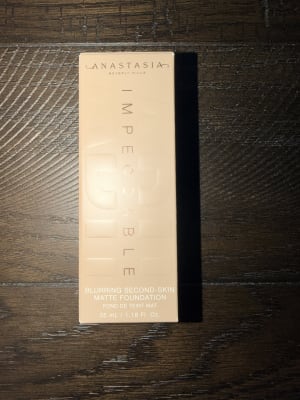 ANASTASIA
BEVERLY HILLS
IMPECCABLE
BLURRING SECOND-SKIN
MATTE FOUNDATION
FOND DE TEINT MAT
35 mL / 1.18 Fl. Oz.